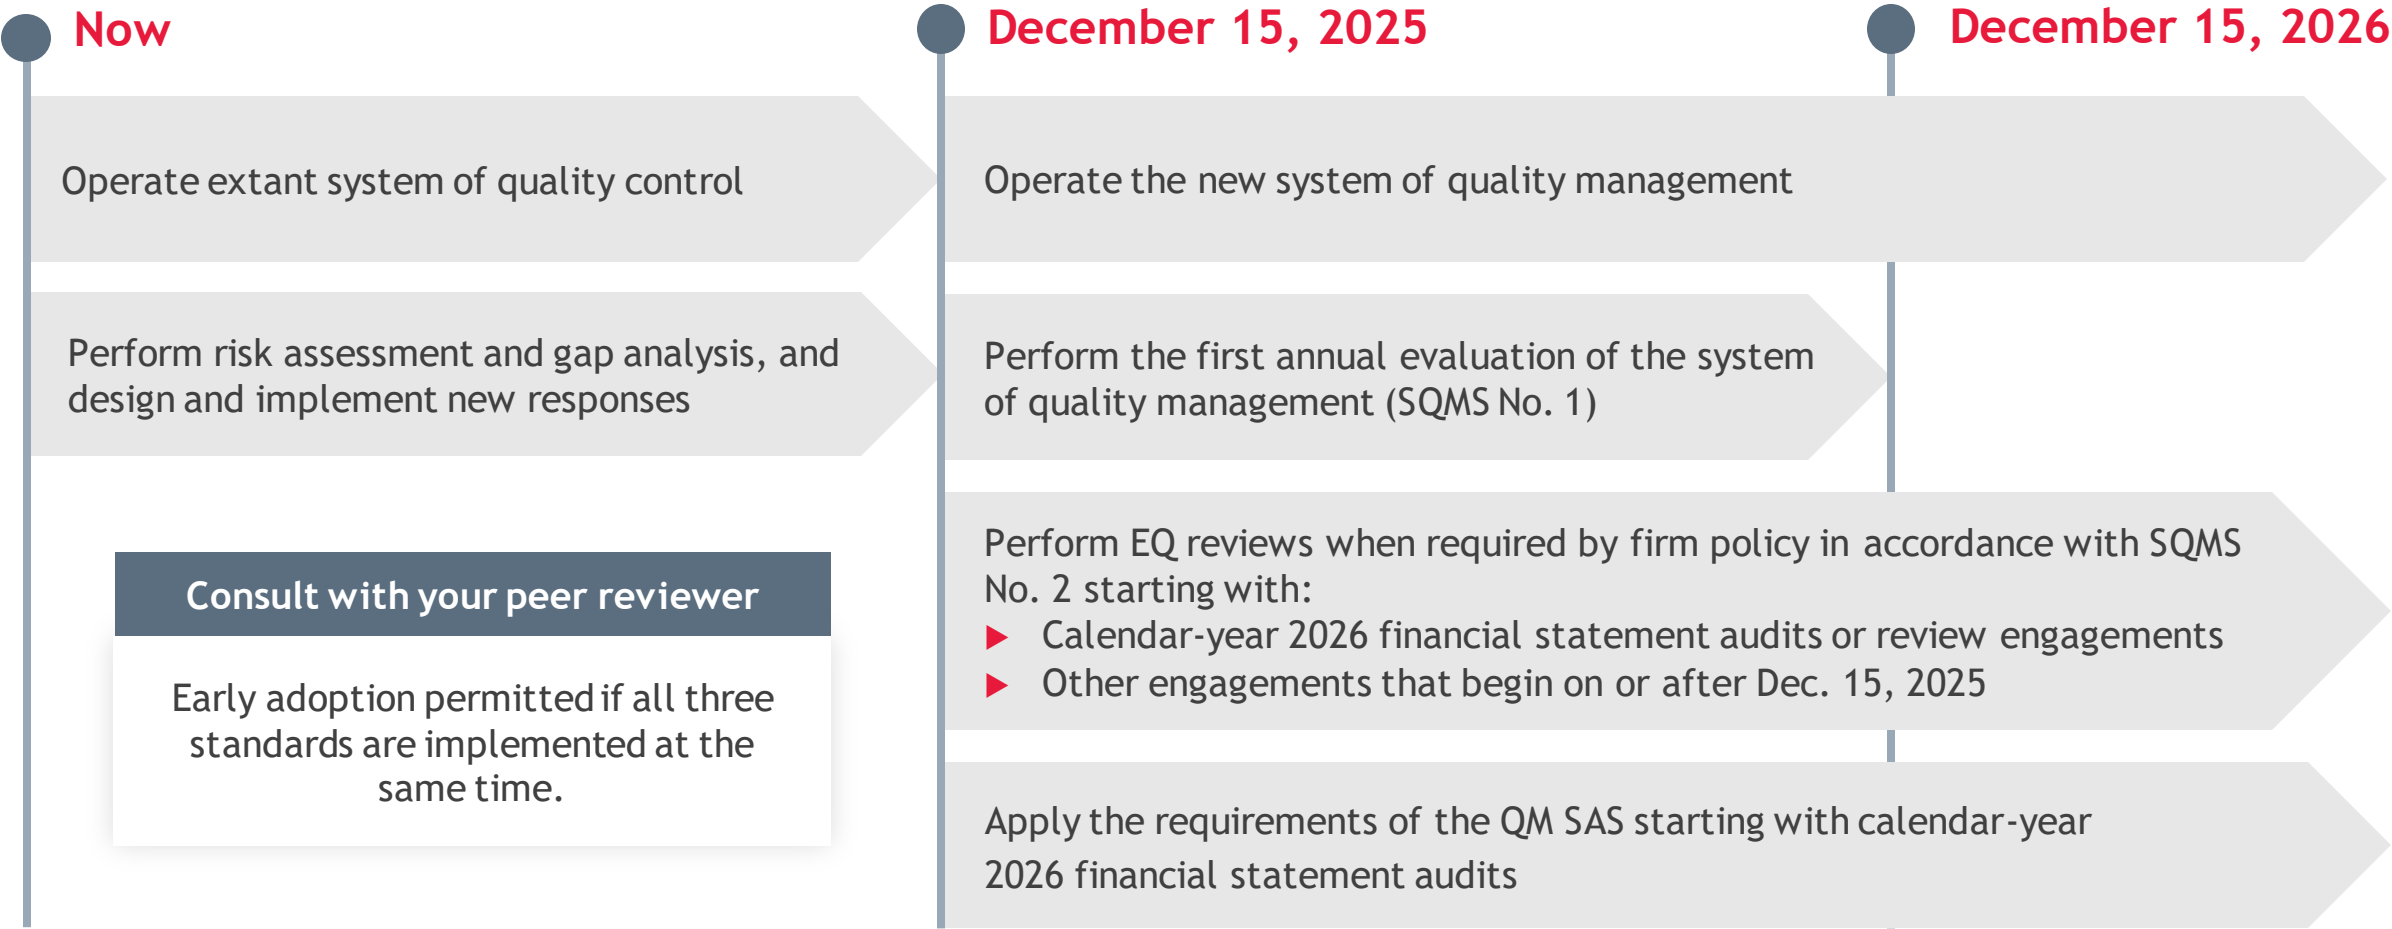 Now
December 15, 2025
December 15, 2026
Operate extant system of quality control
Operate the new system of quality management
Perform risk assessment and gap analysis, and
design and implement new responses
Perform the first annual evaluation of the system
of quality management (SQMS No. 1)
Consult with your peer reviewer
Early adoption permitted if all three
standards are implemented at the
same time.
Perform EQ reviews when required by firm policy in accordance with SQMS
No. 2 starting with:
Calendar-year 2026 financial statement audits or review engagements
Other engagements that begin on or after Dec. 15, 2025
Apply the requirements of the QM SAS starting with calendar-year
2026 financial statement audits